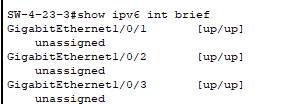 SW-4-23-3#show ipv6 int brief
GigabitEthernet1/0/1 [up/up]
unassigned
GigabitEthernet1/0/2 [up/up]
unassigned
GigabitEthernet1/0/3 [up/up]
unassigned